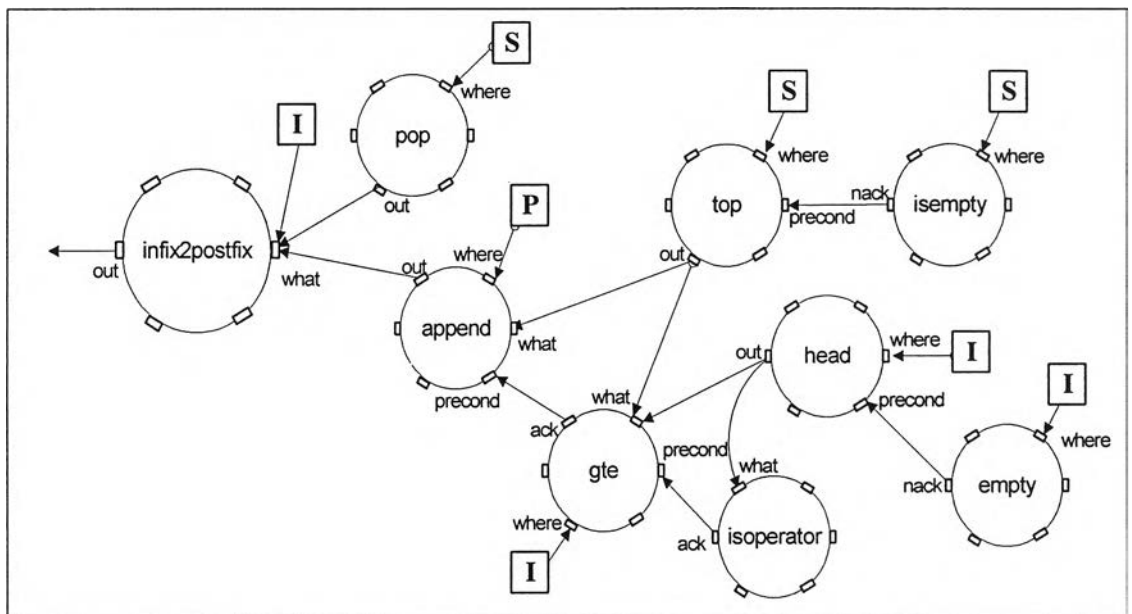 S
where
I
pop
out
P
where
out
infix2postfix
out
what
append
what
precond
S
where
top
precond
out
S
where
nack
isempty
head
where
I
out
precond
I
where
nack
empty
what
ack
precond
gte
where
I
what
isoperator
ack